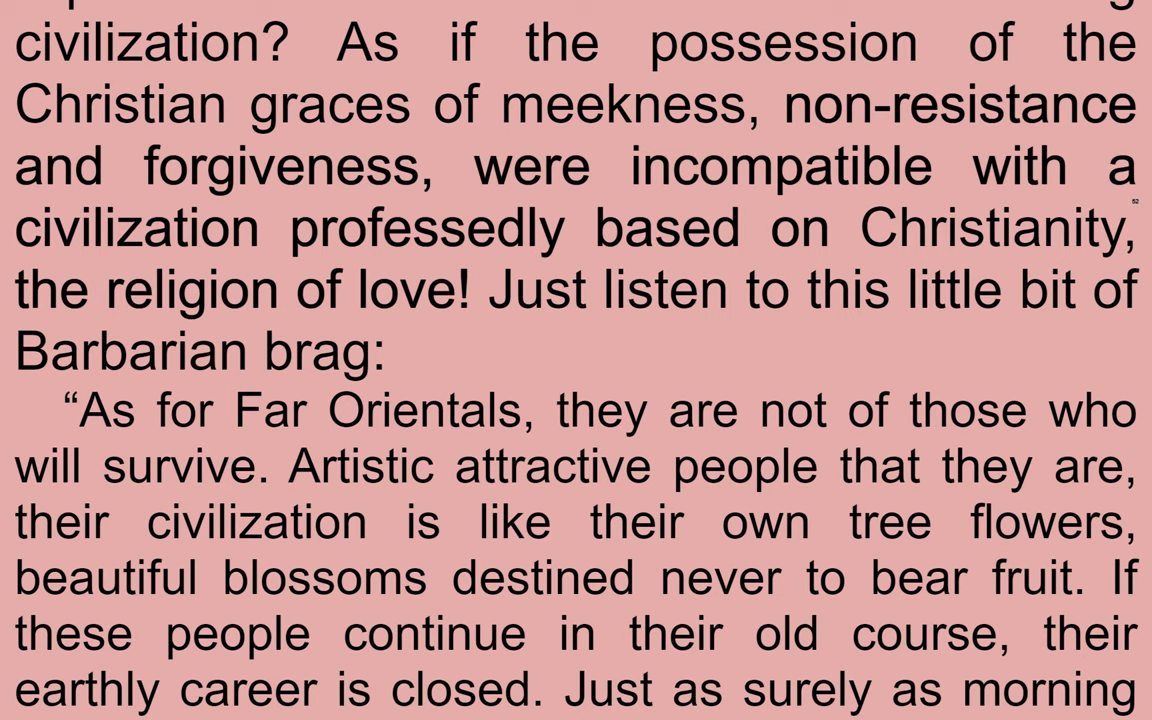 civilization? As if the possession of the
Christian graces of meekness, non-resistance
and forgiveness, were incompatible with a
52
civilization professedly based on Christianity,
the religion of love! Just listen to this little bit of
Barbarian brag:
“As for Far Orientals, they are not of those who
will survive. Artistic attractive people that they are,
their civilization is like their own tree flowers,
beautiful blossoms destined never to bear fruit. If
these people continue in their old course, their
earthly career is closed. Just as surely as morning